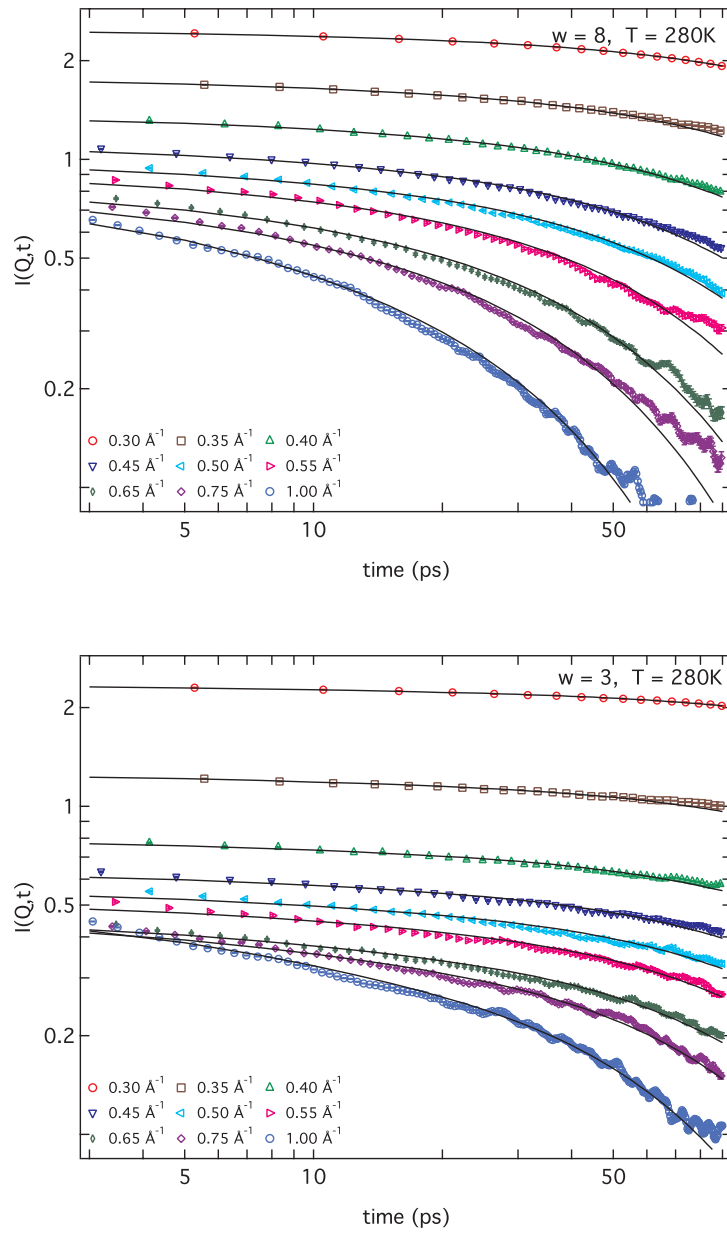 w = 8, T = 280K
2
1
0.5
0.2
I(Q,t)
0.30 Å⁻¹ 0.35 Å⁻¹ 0.40 Å⁻¹
0.45 Å⁻¹ 0.50 Å⁻¹ 0.55 Å⁻¹
0.65 Å⁻¹ 0.75 Å⁻¹ 1.00 Å⁻¹
5 10 50
time (ps)
w = 3, T = 280K
2
1
0.5
0.2
I(Q,t)
0.30 Å⁻¹ 0.35 Å⁻¹ 0.40 Å⁻¹
0.45 Å⁻¹ 0.50 Å⁻¹ 0.55 Å⁻¹
0.65 Å⁻¹ 0.75 Å⁻¹ 1.00 Å⁻¹
5 10 50
time (ps)